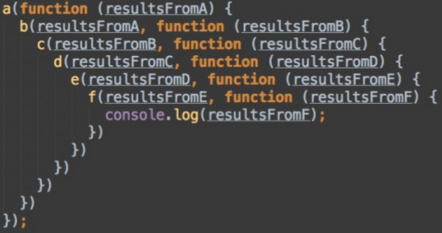 a(function (resultsFromA) {
  b(resultsFromA, function (resultsFromB) {
    c(resultsFromB, function (resultsFromC) {
      d(resultsFromC, function (resultsFromD) {
        e(resultsFromD, function (resultsFromE) {
          f(resultsFromE, function (resultsFromF) {
            console.log(resultsFromF);
          })
        })
      })
    })
  })
});